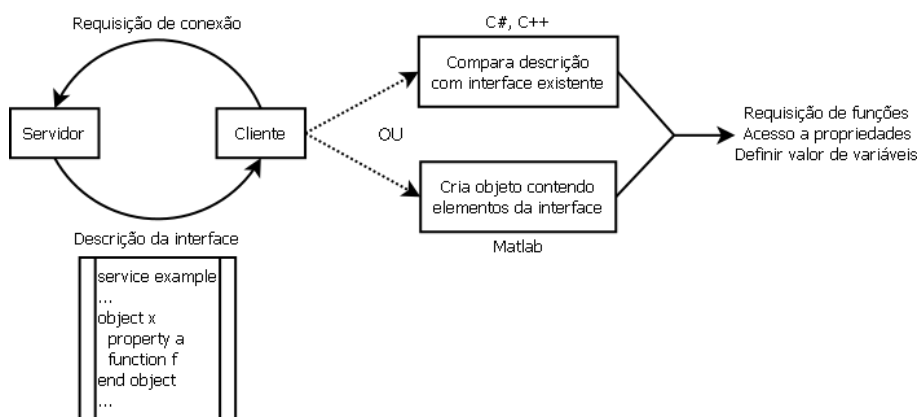 Requisição de conexão
Servidor
Cliente
Descrição da interface
service example
...
object x
property a
function f
end object
...
C#, C++
Compara descrição
com interface existente
OU
Cria objeto contendo
elementos da interface
Matlab
Requisição de funções
Acesso a propriedades
Definir valor de variáveis